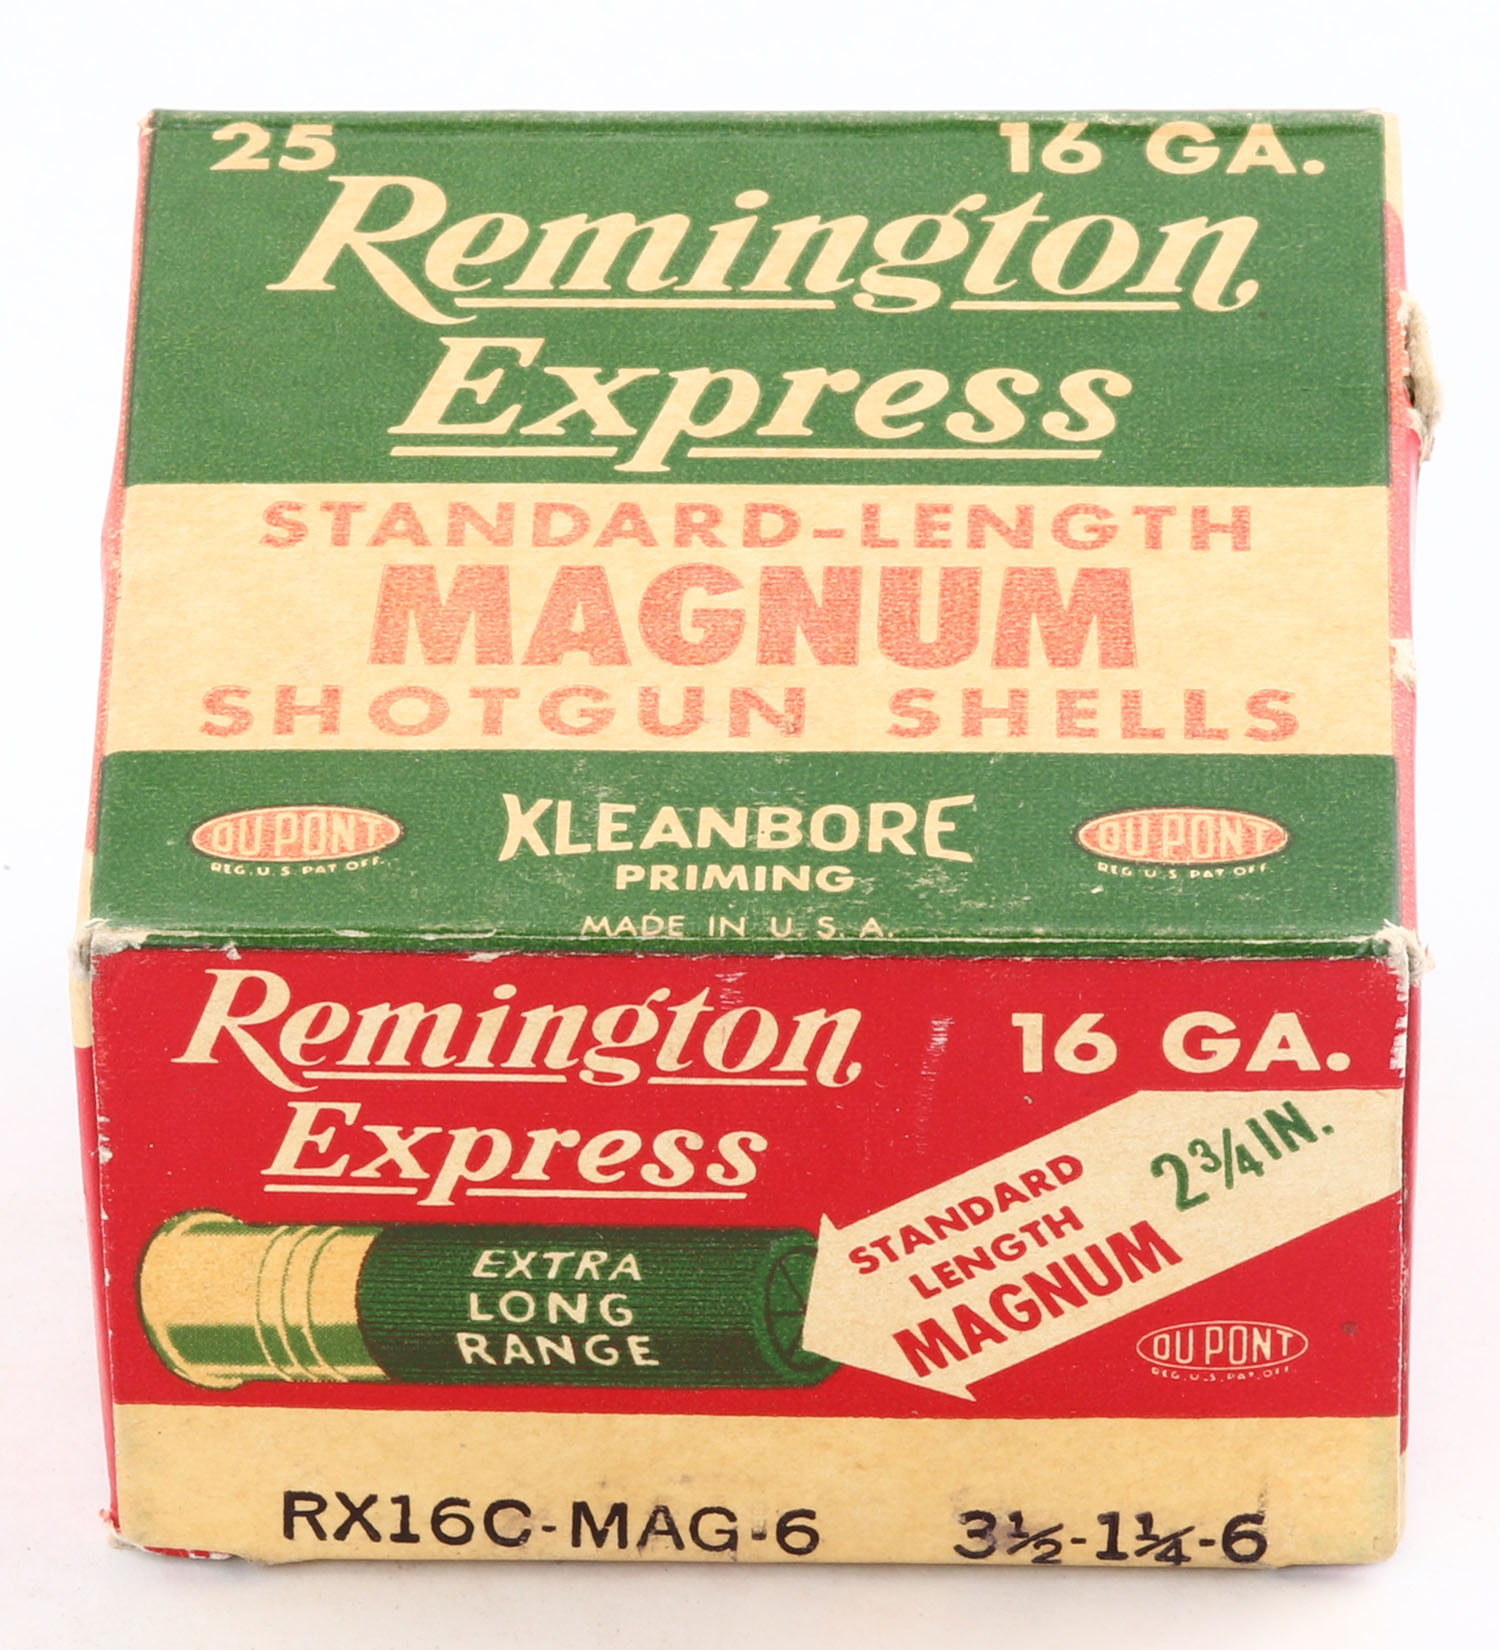 25 16 GA.
Remington
Express
STANDARD-LENGTH
MAGNUM
SHOTGUN SHELLS
DU PONT
REG. U.S. PAT. OFF.
KLEANBORE
PRIMING
DU PONT
REG. U.S. PAT. OFF.
MADE IN U.S.A.
Remington
Express
16 GA.
EXTRA
LONG
RANGE
STANDARD
LENGTH
MAGNUM
2 3/4 IN.
DU PONT
REG. U.S. PAT. OFF.
RX16C-MAG-6 3½-1¼-6